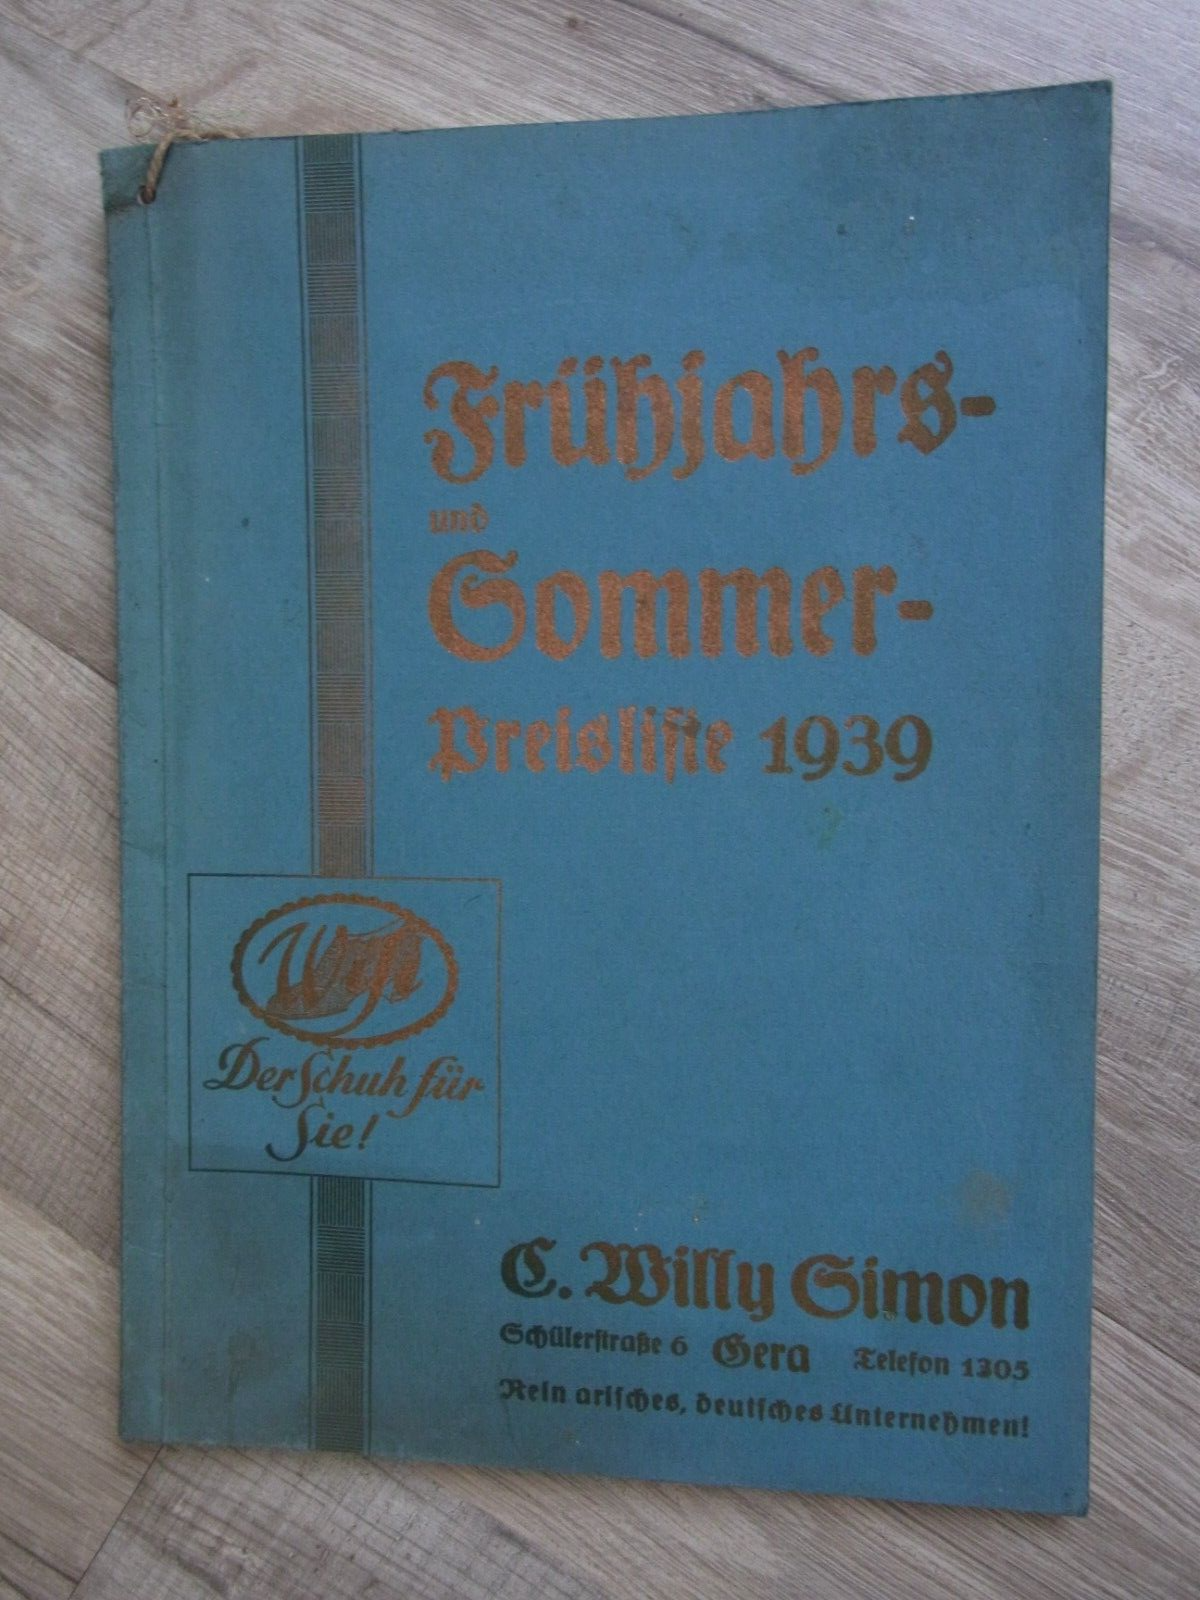 Frühjahrs-
und
Sommer-
Preisliste 1939
Der Schuh für
Sie!
C. Willy Simon
Schülerstraße 6 Gera Telefon 1305
Rein arisches, deutsches Unternehmen!